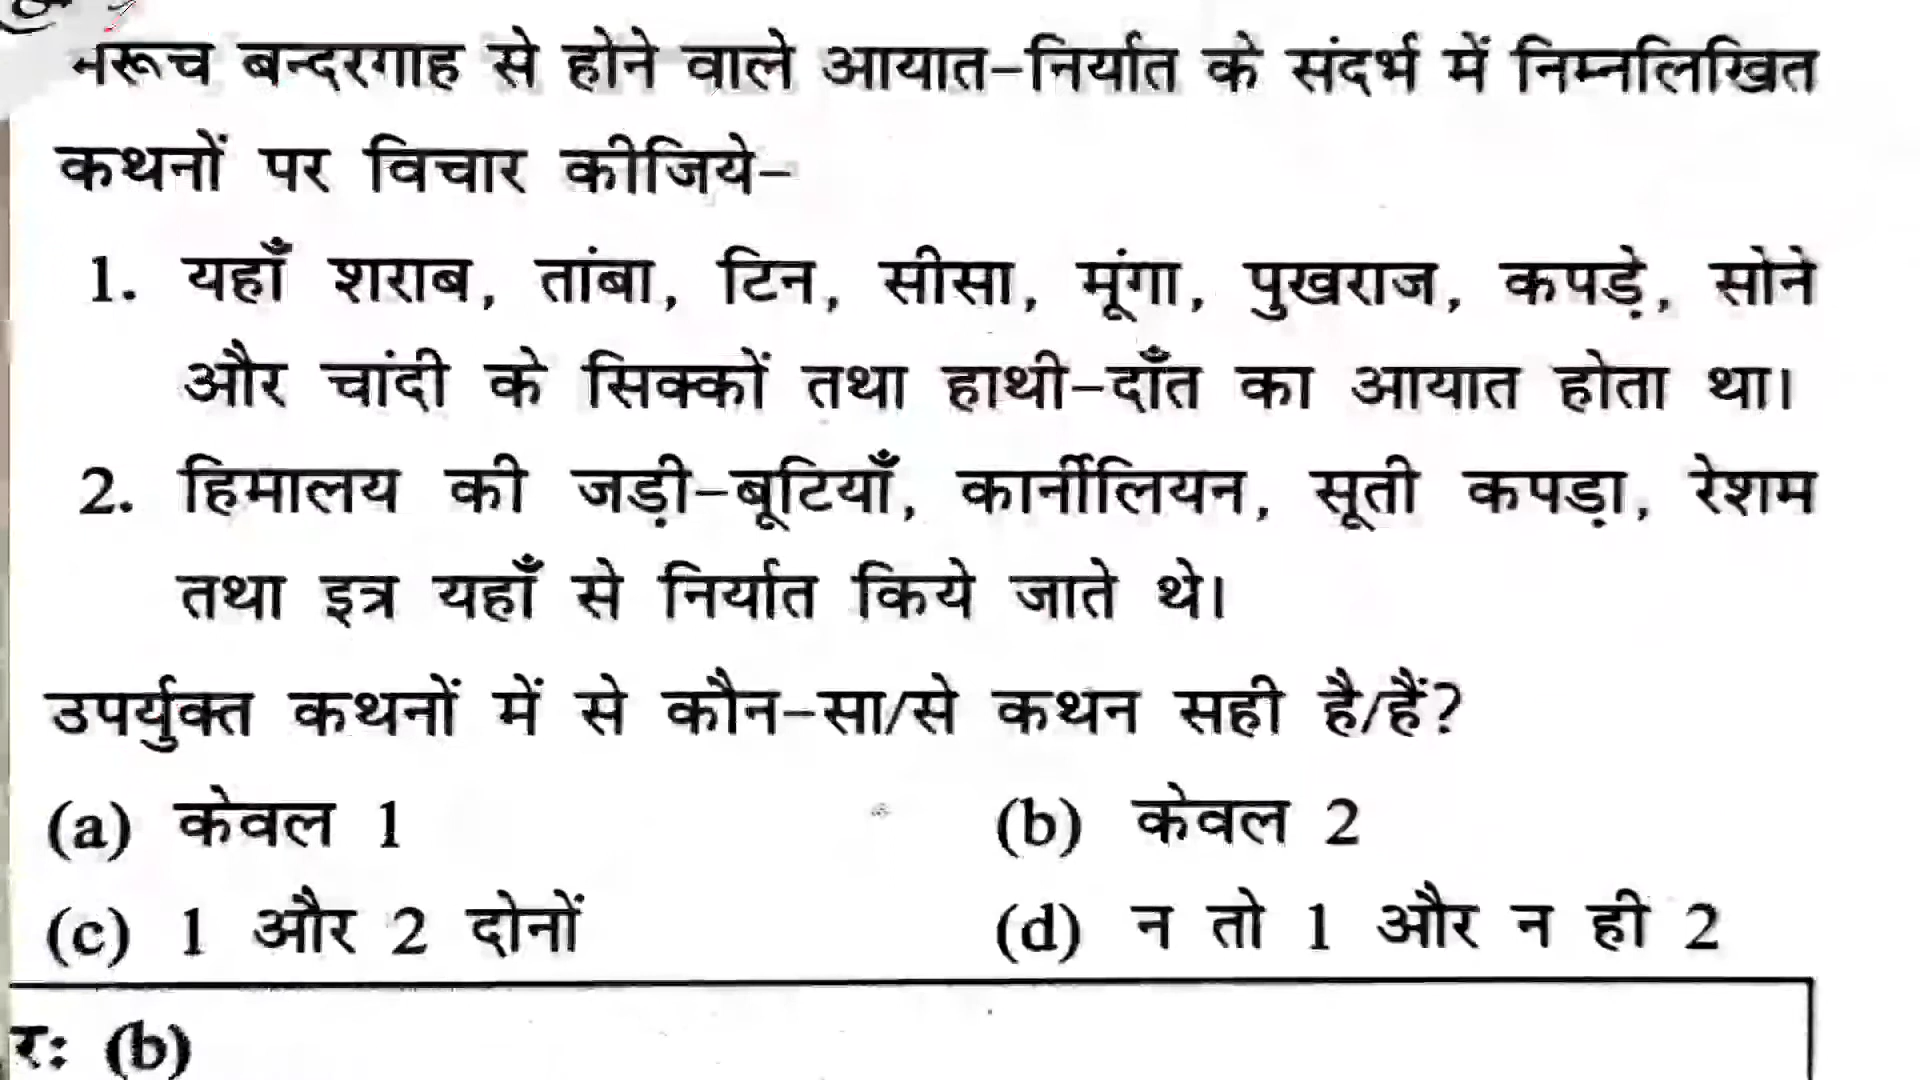 भरूच बन्दरगाह से होने वाले आयात-निर्यात के संदर्भ में निम्नलिखित
कथनों पर विचार कीजिये-
1. यहाँ शराब, तांबा, टिन, सीसा, मूंगा, पुखराज, कपड़े, सोने
और चांदी के सिक्कों तथा हाथी-दाँत का आयात होता था।
2. हिमालय की जड़ी-बूटियाँ, कार्नीलियन, सूती कपड़ा, रेशम
तथा इत्र यहाँ से निर्यात किये जाते थे।
उपर्युक्त कथनों में से कौन-सा/से कथन सही है/हैं?
(a) केवल 1 (b) केवल 2
(c) 1 और 2 दोनों (d) न तो 1 और न ही 2
रः (b)